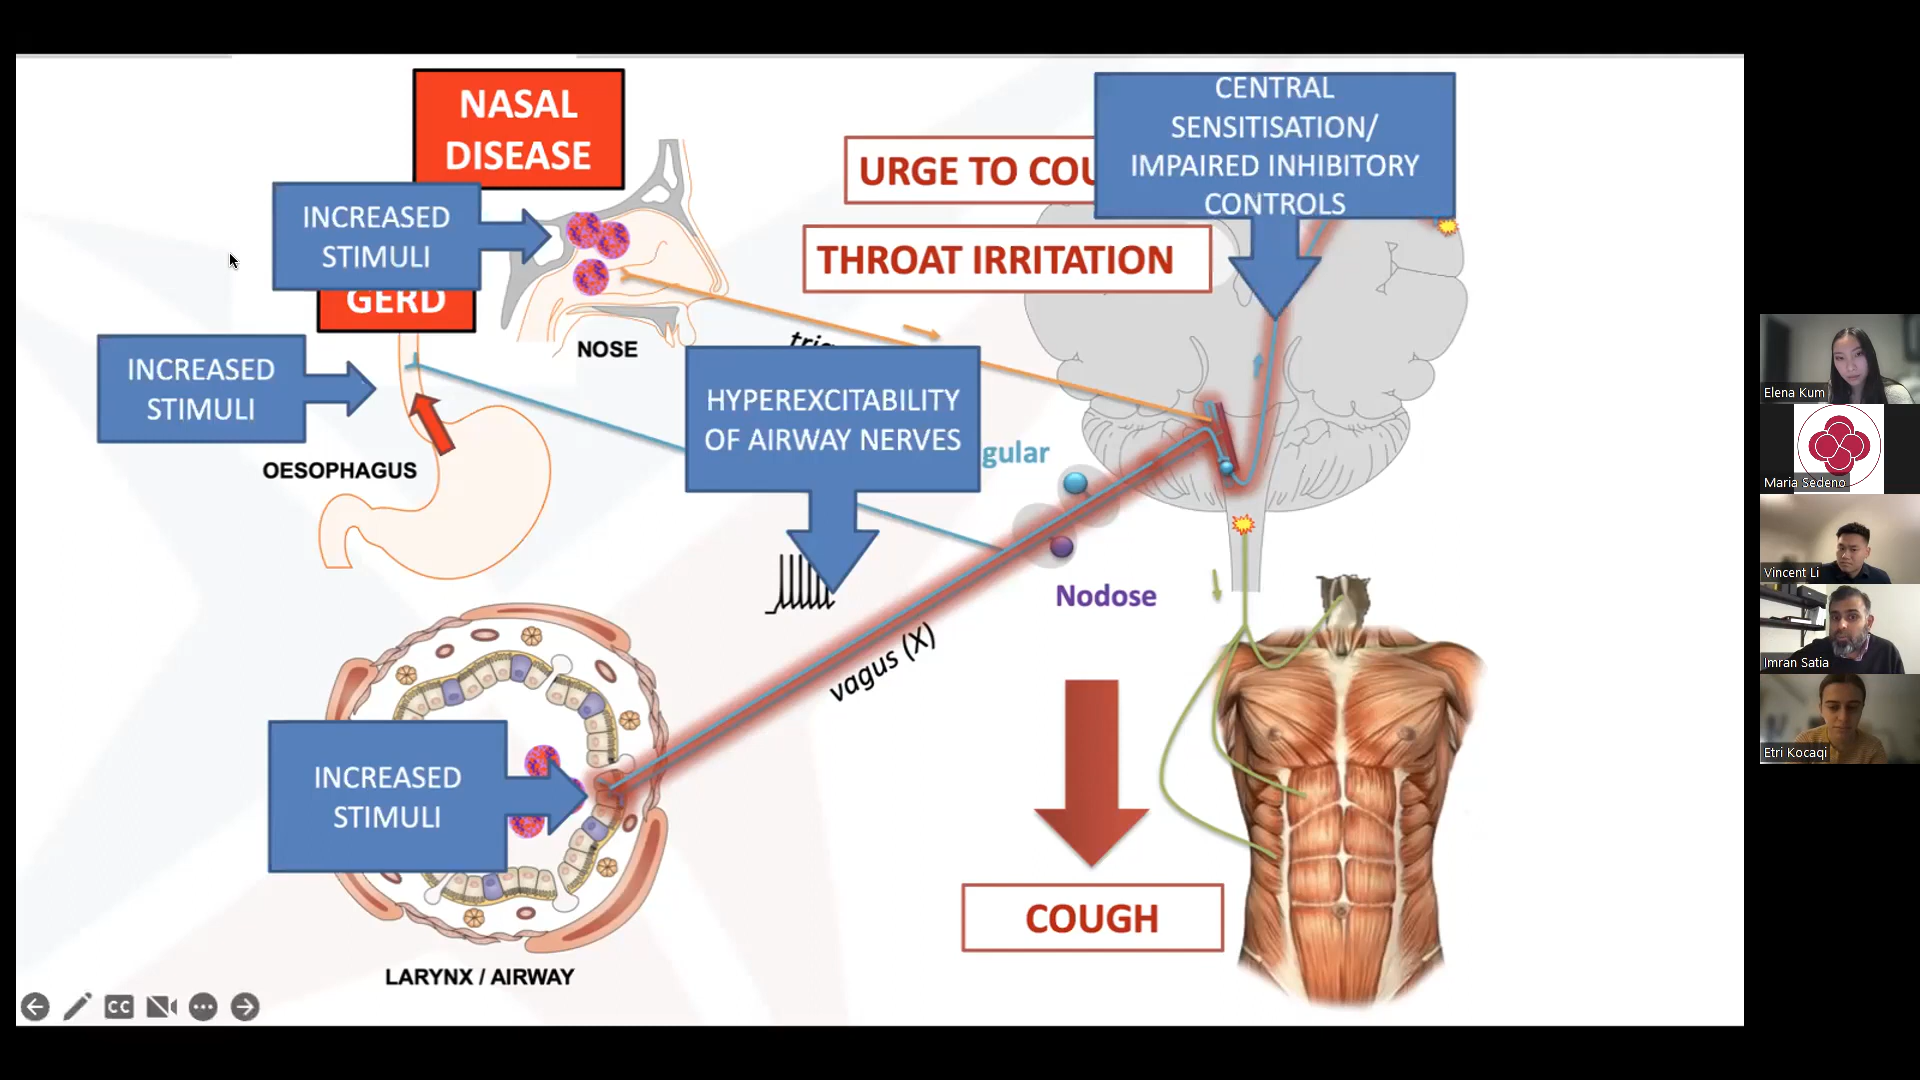 NASAL
DISEASE
CENTRAL
SENSITISATION/
IMPAIRED INHIBITORY
CONTROLS
URGE TO COU
INCREASED
STIMULI
THROAT IRRITATION
GERD
NOSE
INCREASED
STIMULI
HYPEREXCITABILITY
OF AIRWAY NERVES
gular
OESOPHAGUS
Nodose
vagus (X)
INCREASED
STIMULI
COUGH
LARYNX / AIRWAY
CC
Elena Kum
Maria Sedeno
Vincent Li
Imran Satia
Etri Kocaqi